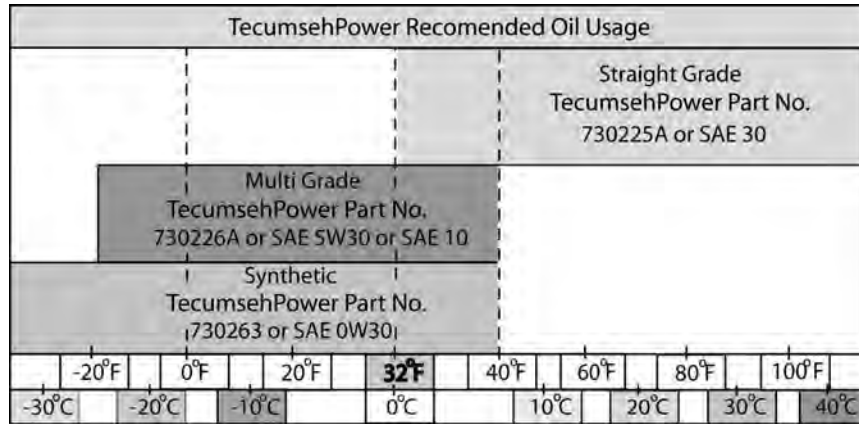 TecumsehPower Recomended Oil Usage
Straight Grade
TecumsehPower Part No.
730225A or SAE 30
Multi Grade
TecumsehPower Part No.
730226A or SAE 5W30 or SAE 10
Synthetic
TecumsehPower Part No.
730263 or SAE 0W30
-20°F 0°F 20°F 32°F 40°F 60°F 80°F 100°F
-30°C -20°C -10°C 0°C 10°C 20°C 30°C 40°C